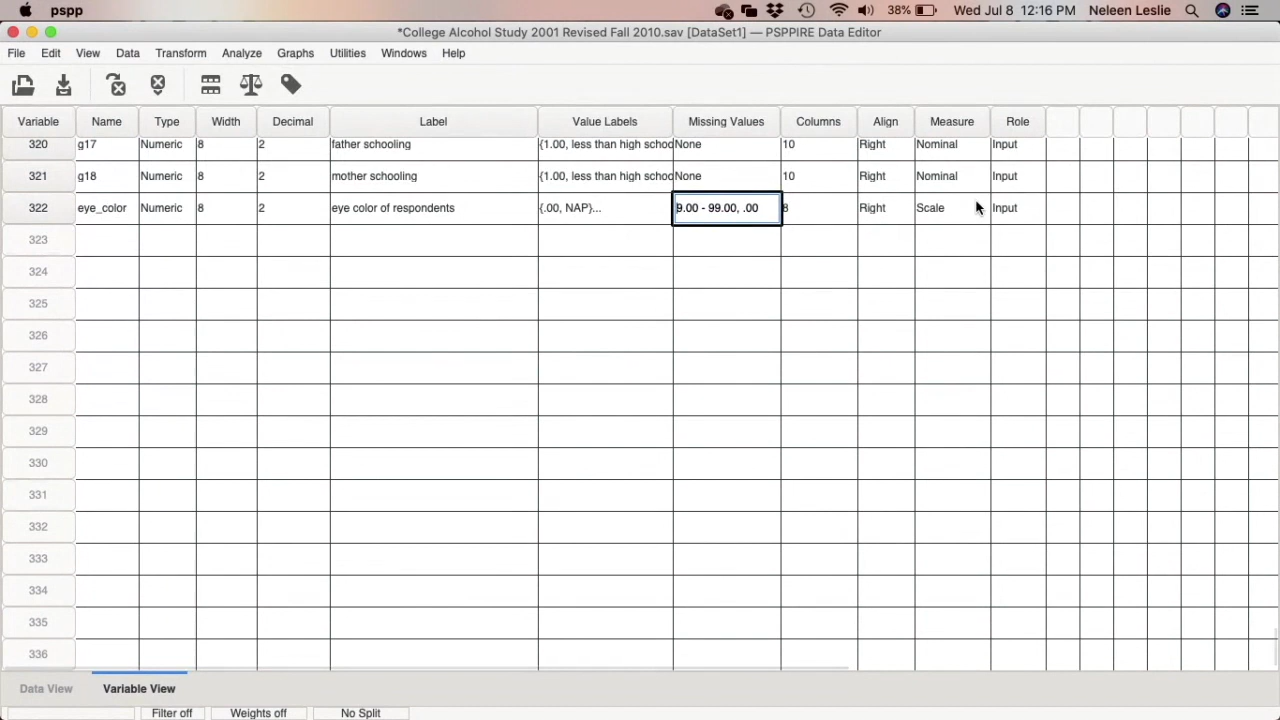 pspp 38% Wed Jul 8 12:16 PM Neleen Leslie
*College Alcohol Study 2001 Revised Fall 2010.sav [DataSet1] — PSPPIRE Data Editor
File Edit View Data Transform Analyze Graphs Utilities Windows Help
Variable Name Type Width Decimal Label Value Labels Missing Values Columns Align Measure Role
320 g17 Numeric 8 2 father schooling {1.00, less than high schoo None 10 Right Nominal Input
321 g18 Numeric 8 2 mother schooling {1.00, less than high schoo None 10 Right Nominal Input
322 eye_color Numeric 8 2 eye color of respondents {.00, NAP}... 9.00 - 99.00, .00 8 Right Scale Input
323
324
325
326
327
328
329
330
331
332
333
334
335
336
Data View Variable View
Filter off Weights off No Split